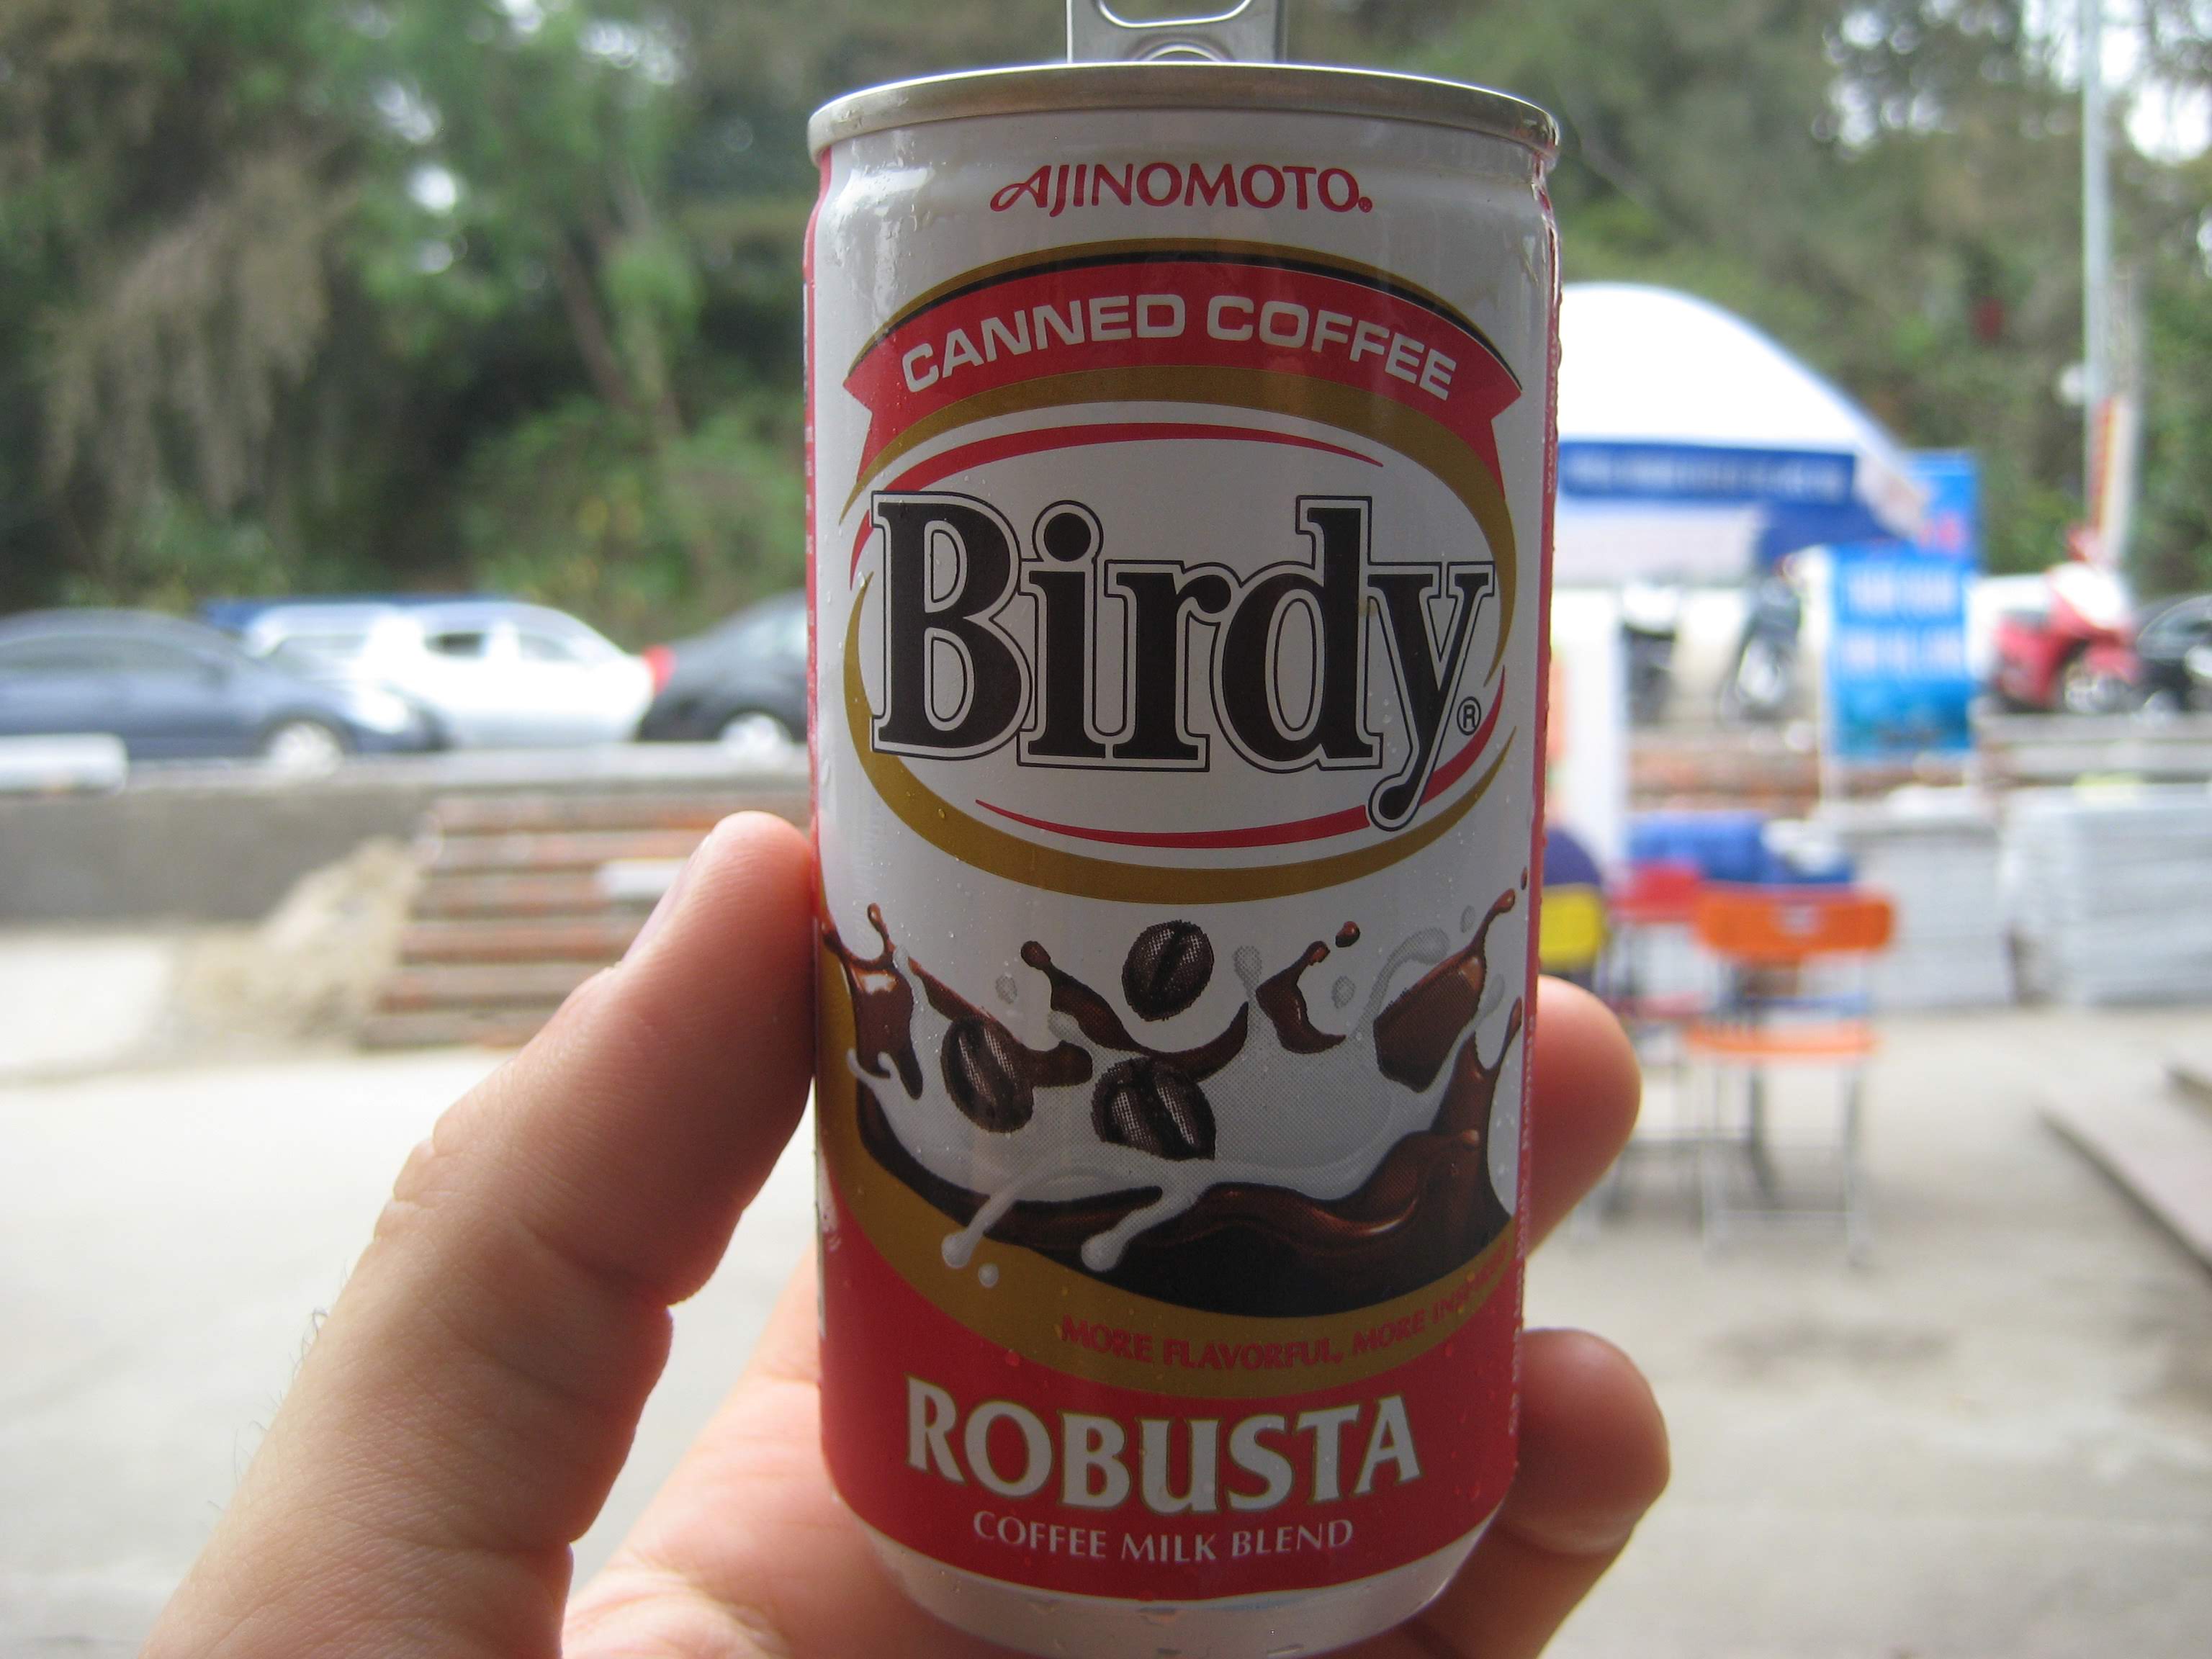 AJINOMOTO®
CANNED COFFEE
Birdy®
MORE FLAVORFUL, MORE
ROBUSTA
COFFEE MILK BLEND